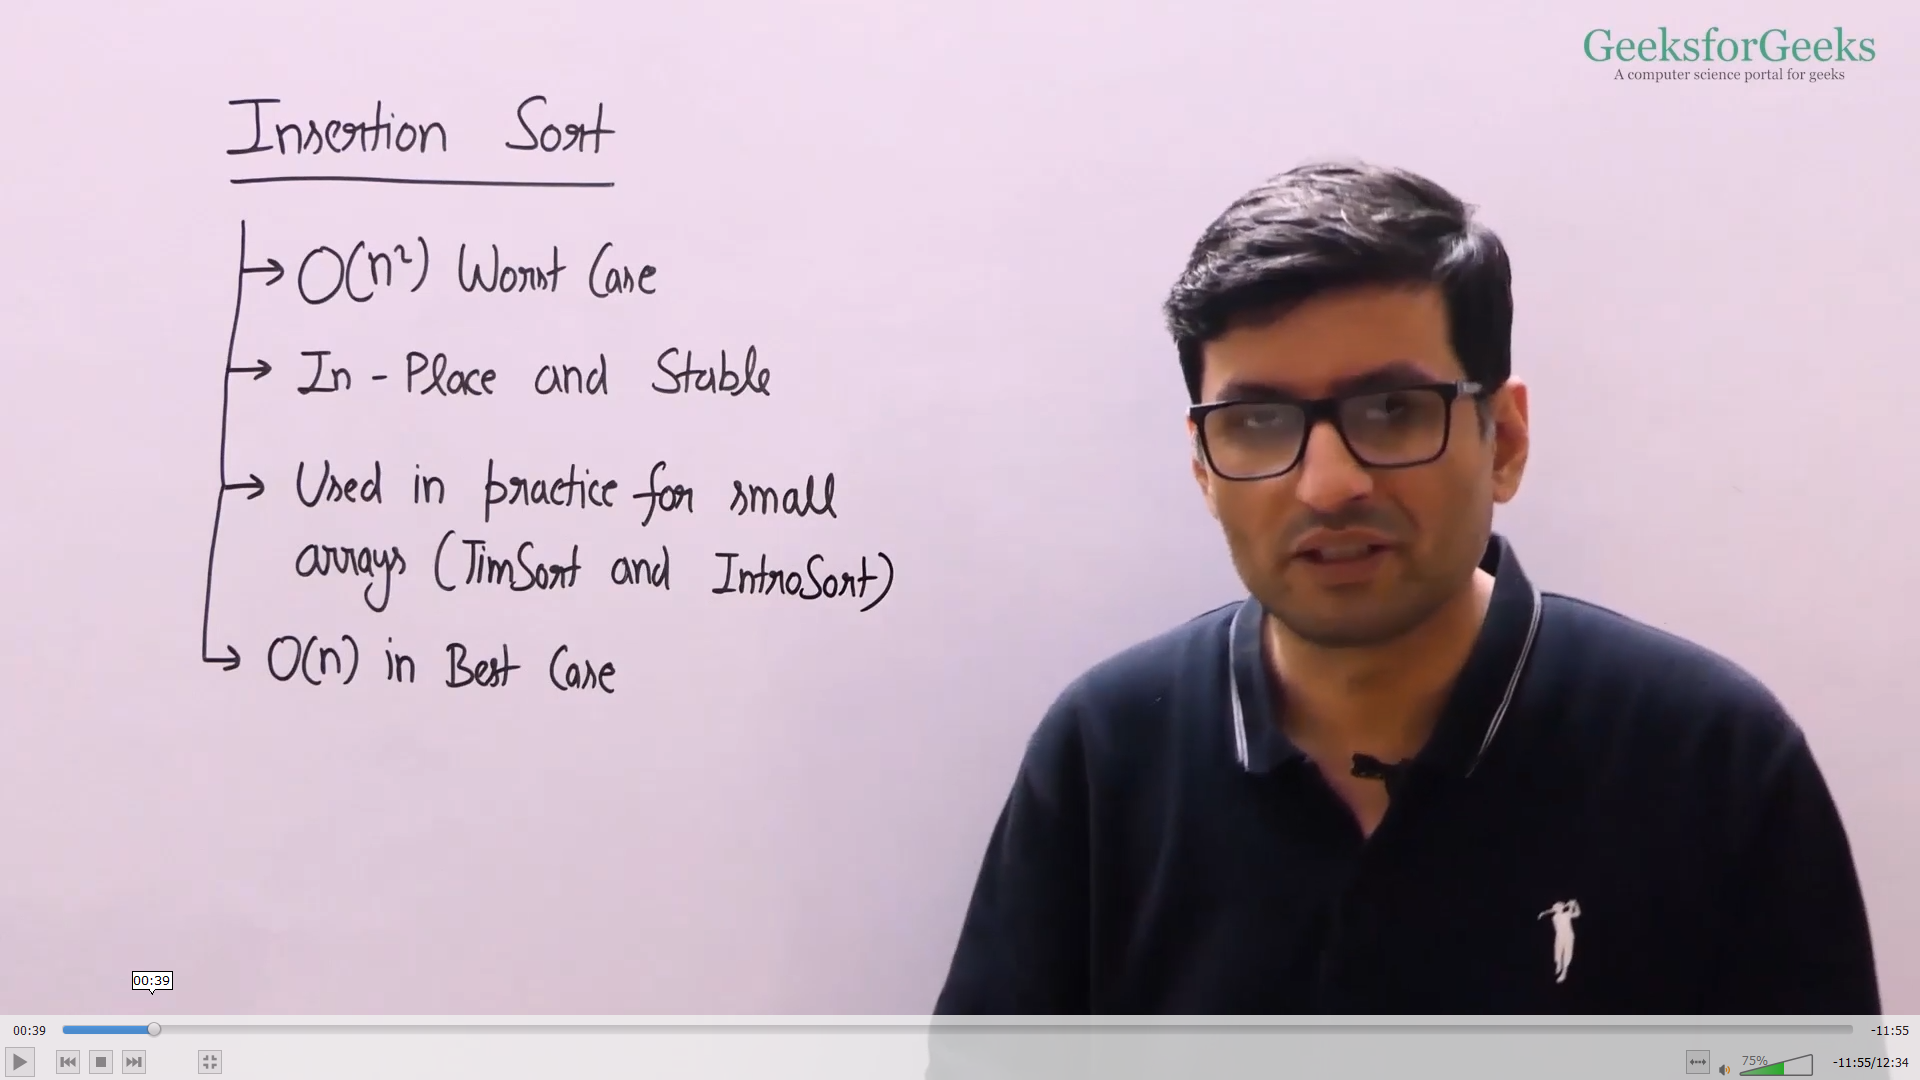 GeeksforGeeks
A computer science portal for geeks
Insertion Sort
O(n²) Worst Case
In-Place and Stable
Used in practice for small
arrays (TimSort and IntroSort)
O(n) in Best Case
00:39
00:39
-11:55
75%
-11:55/12:34